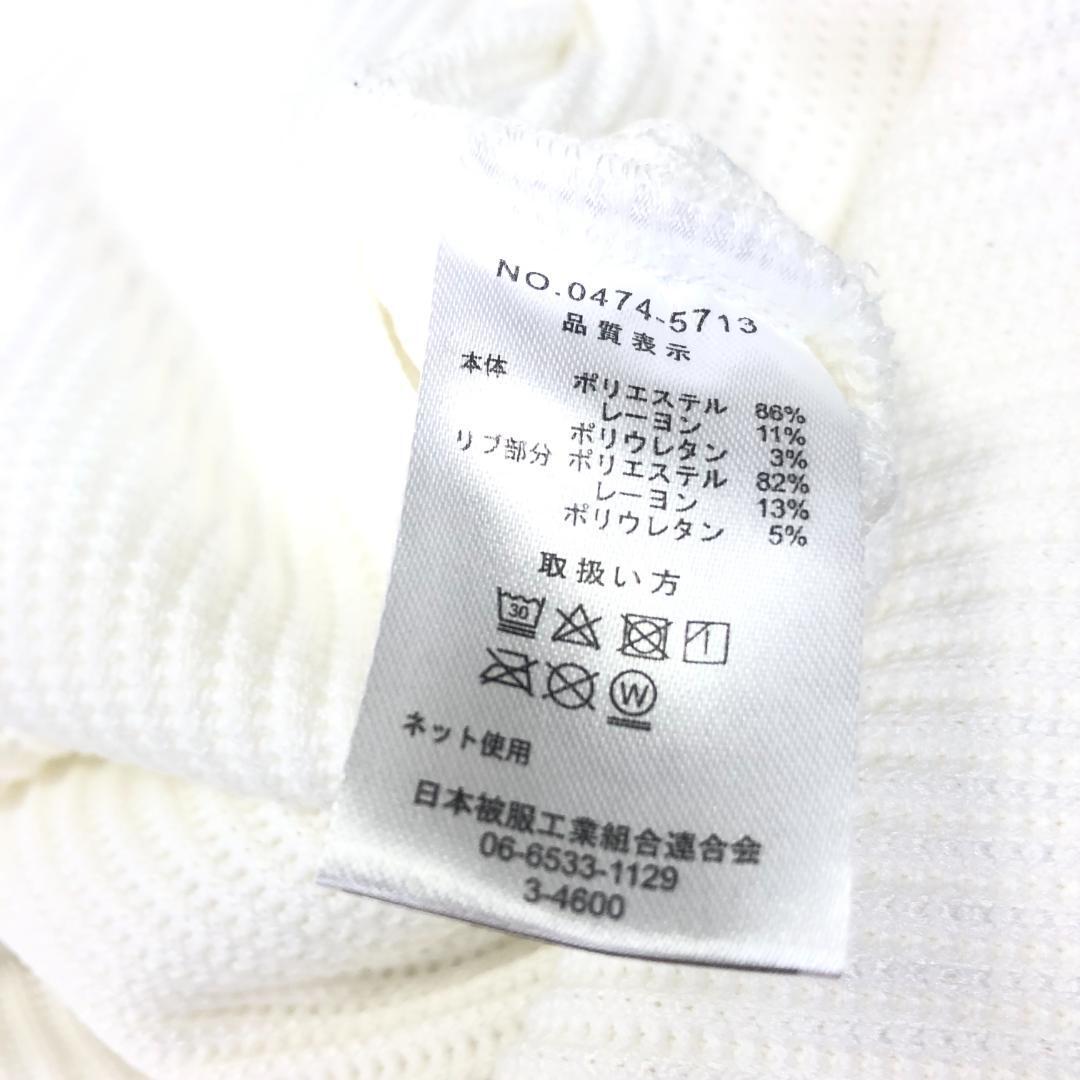 NO.0474-5713
品質表示
本体 ポリエステル 86%
レーヨン 11%
ポリウレタン 3%
リブ部分 ポリエステル 82%
レーヨン 13%
ポリウレタン 5%
取扱い方
30
W
ネット使用
日本被服工業組合連合会
06-6533-1129
3-4600